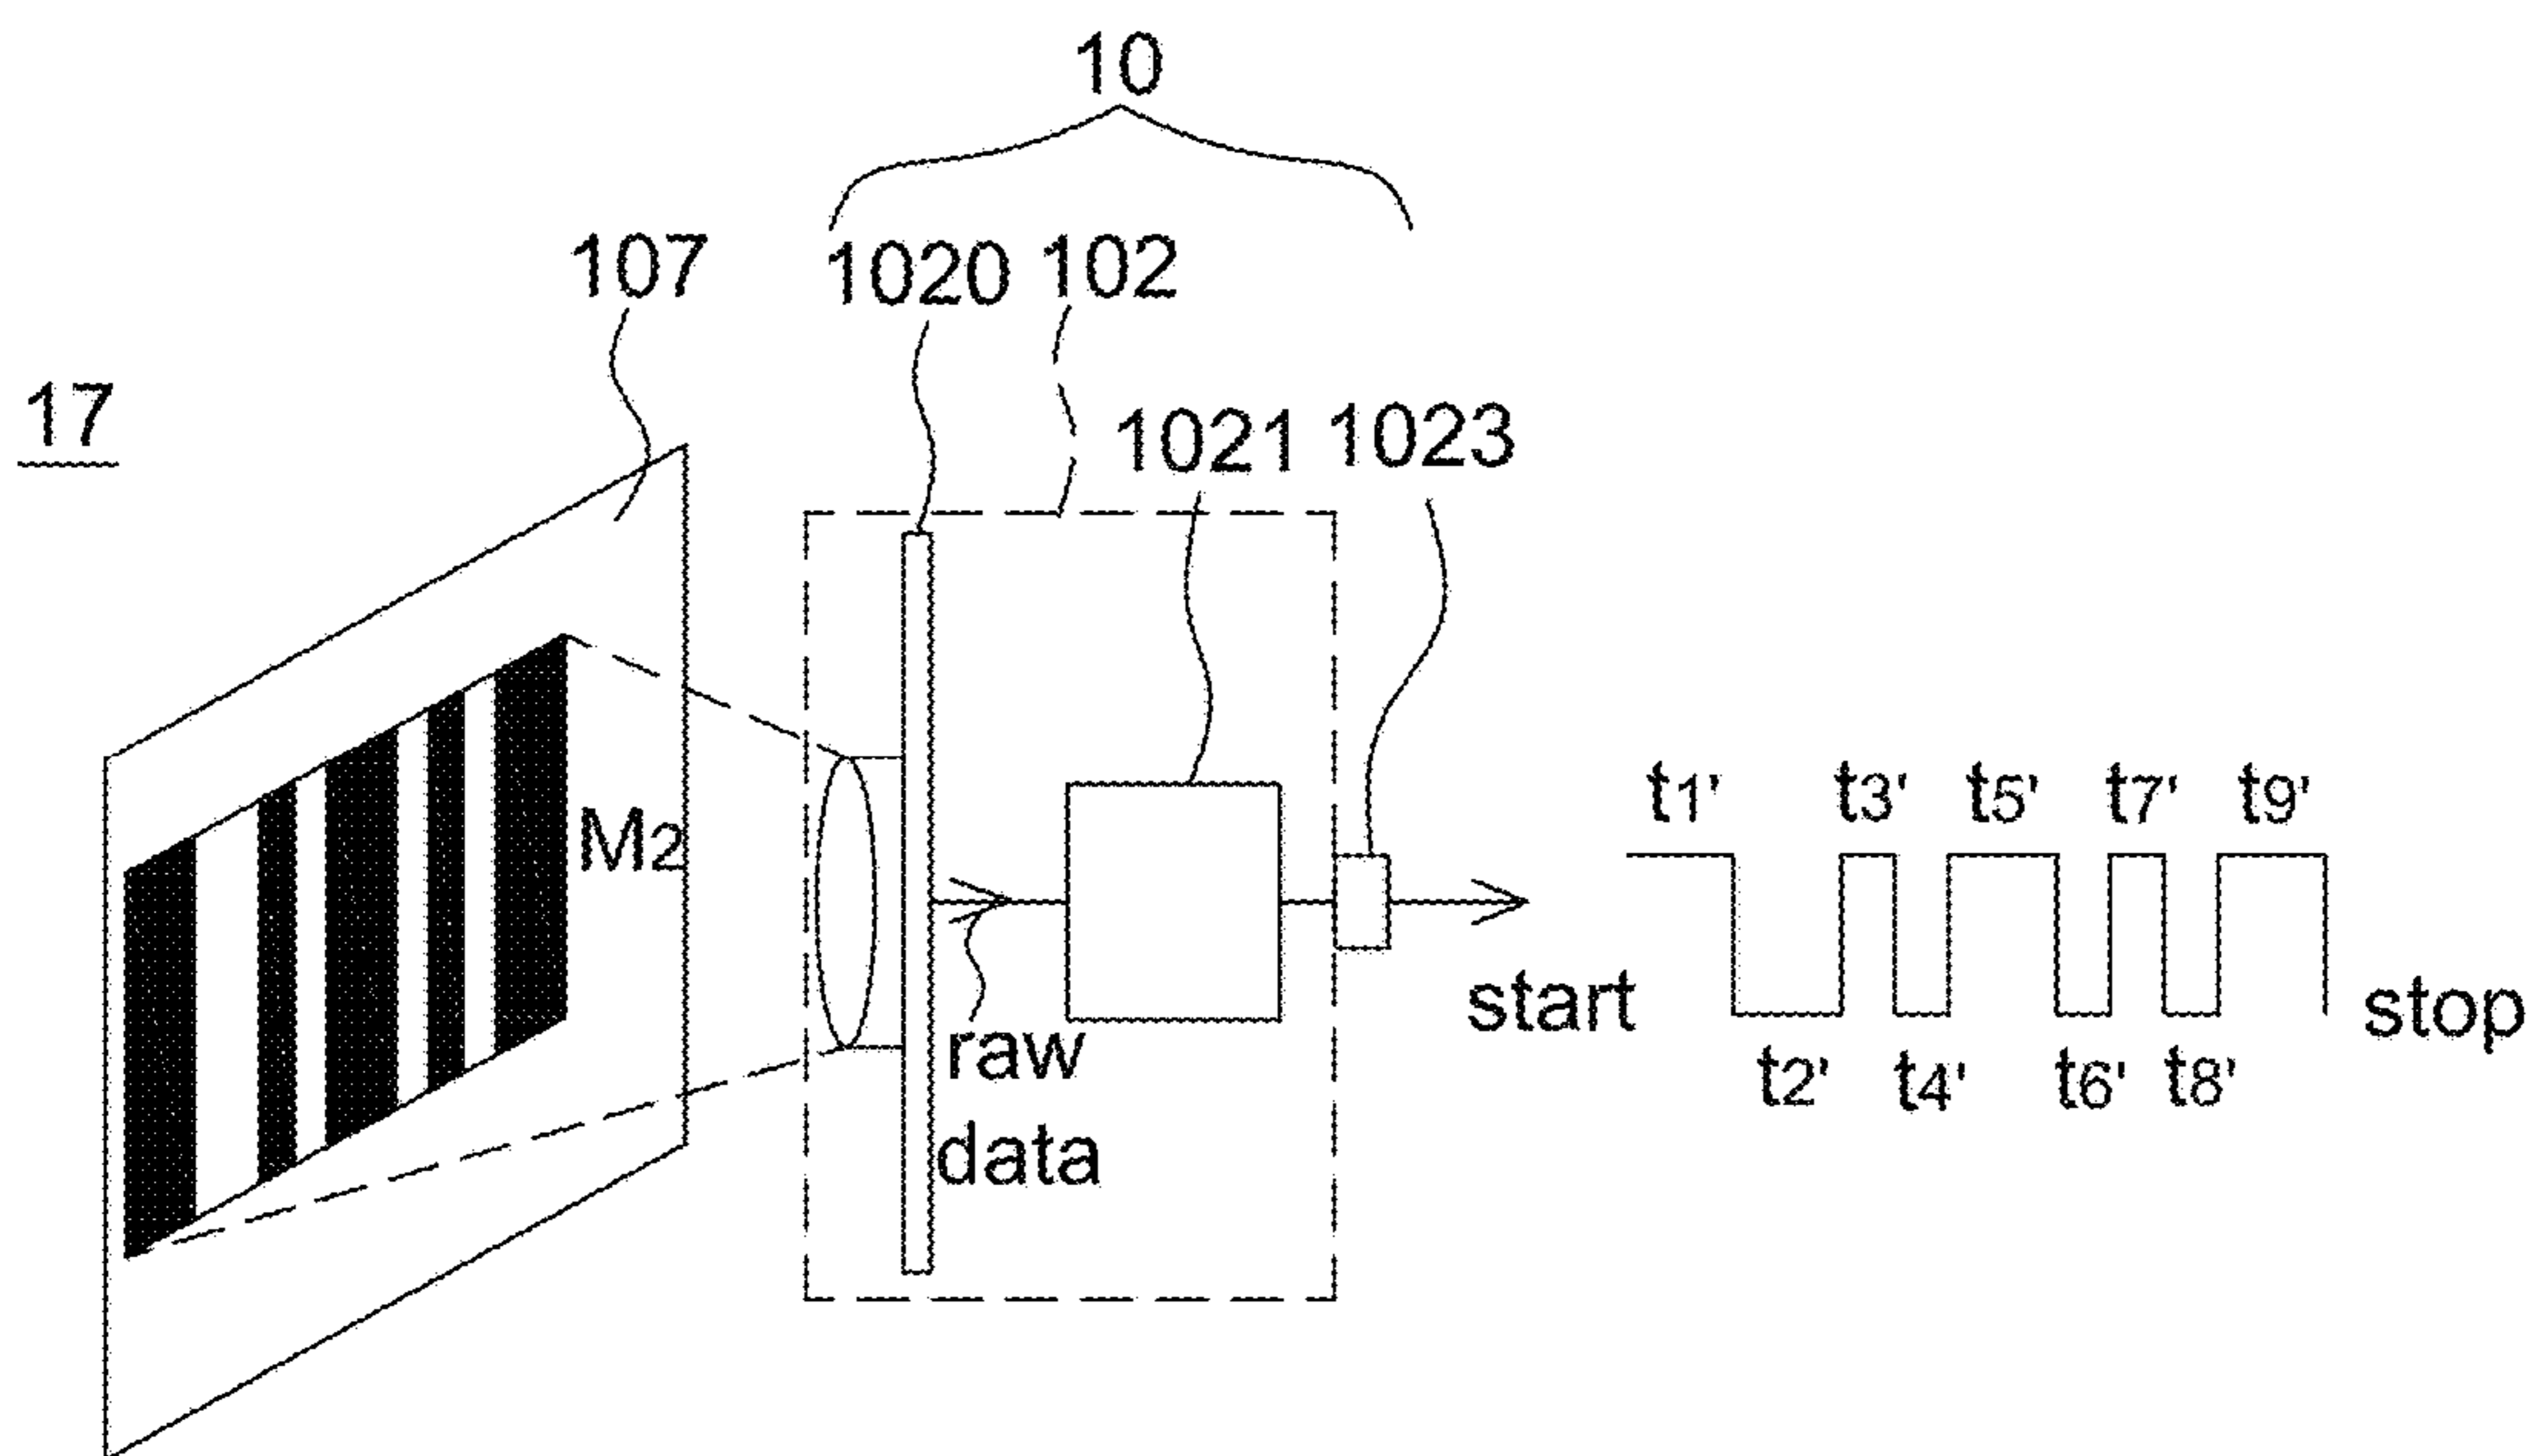 10
107 1020 102
17
1021 1023
M2
t1' t3' t5' t7' t9'
start stop
raw
data
t2' t4' t6' t8'